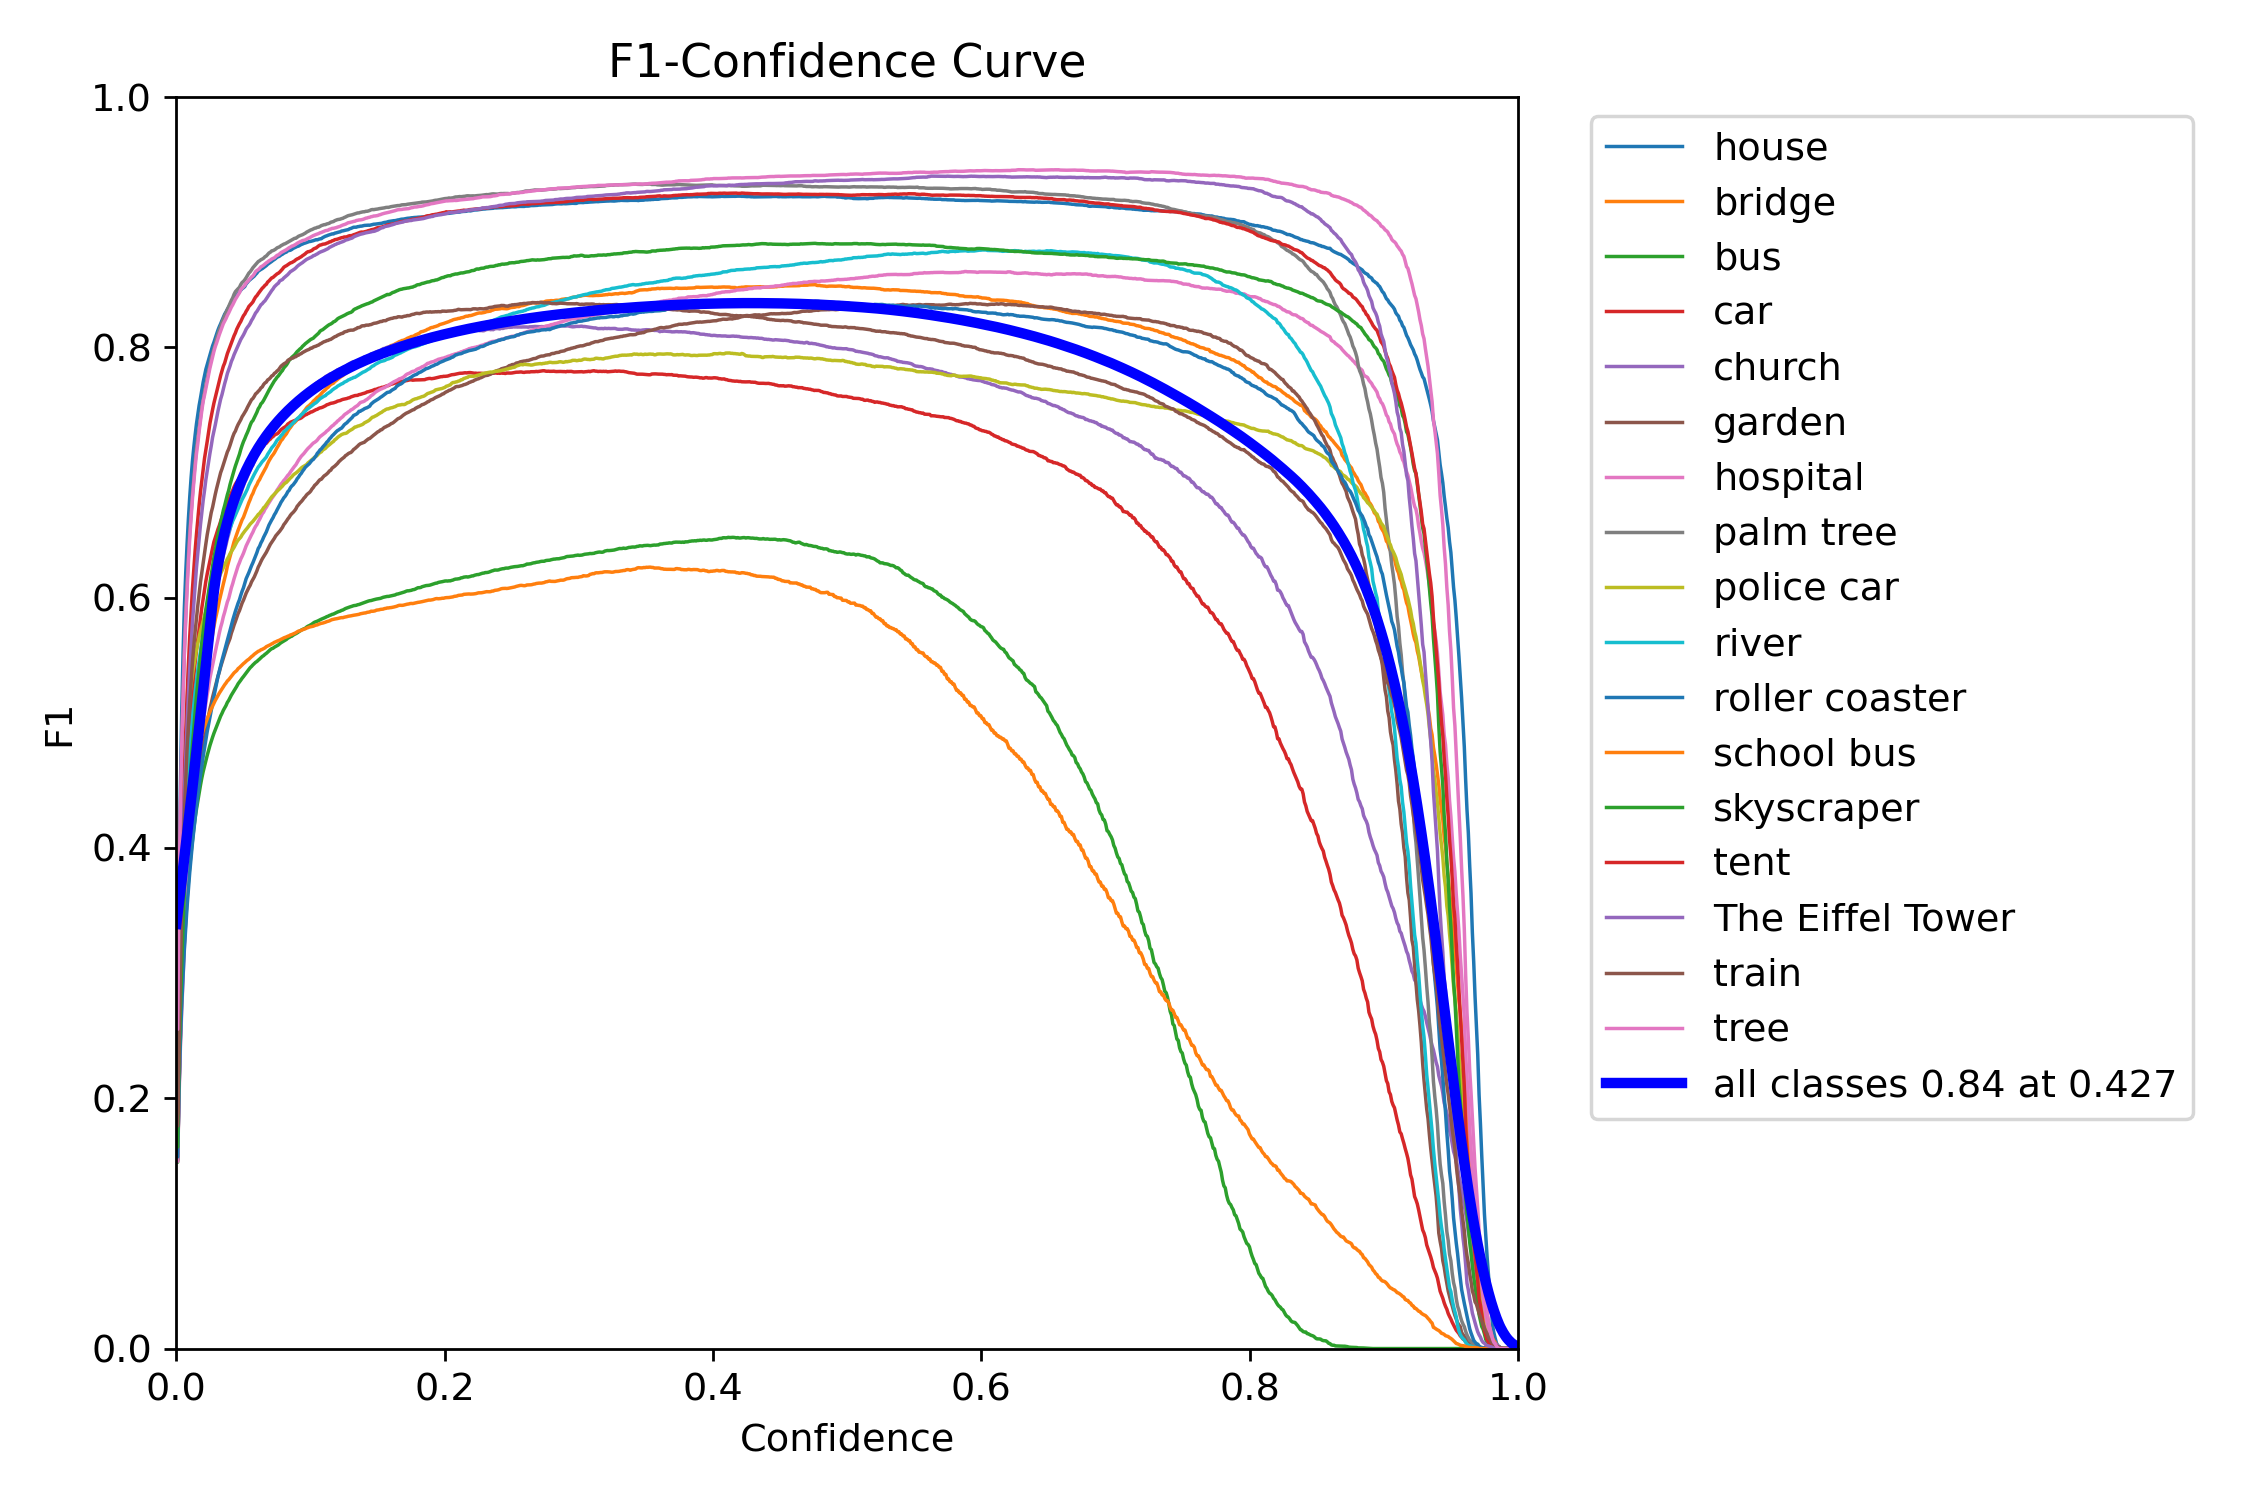 F1-Confidence Curve
1.0
0.8
0.6
0.4
0.2
0.0
F1
0.0 0.2 0.4 0.6 0.8 1.0
Confidence
house
bridge
bus
car
church
garden
hospital
palm tree
police car
river
roller coaster
school bus
skyscraper
tent
The Eiffel Tower
train
tree
all classes 0.84 at 0.427